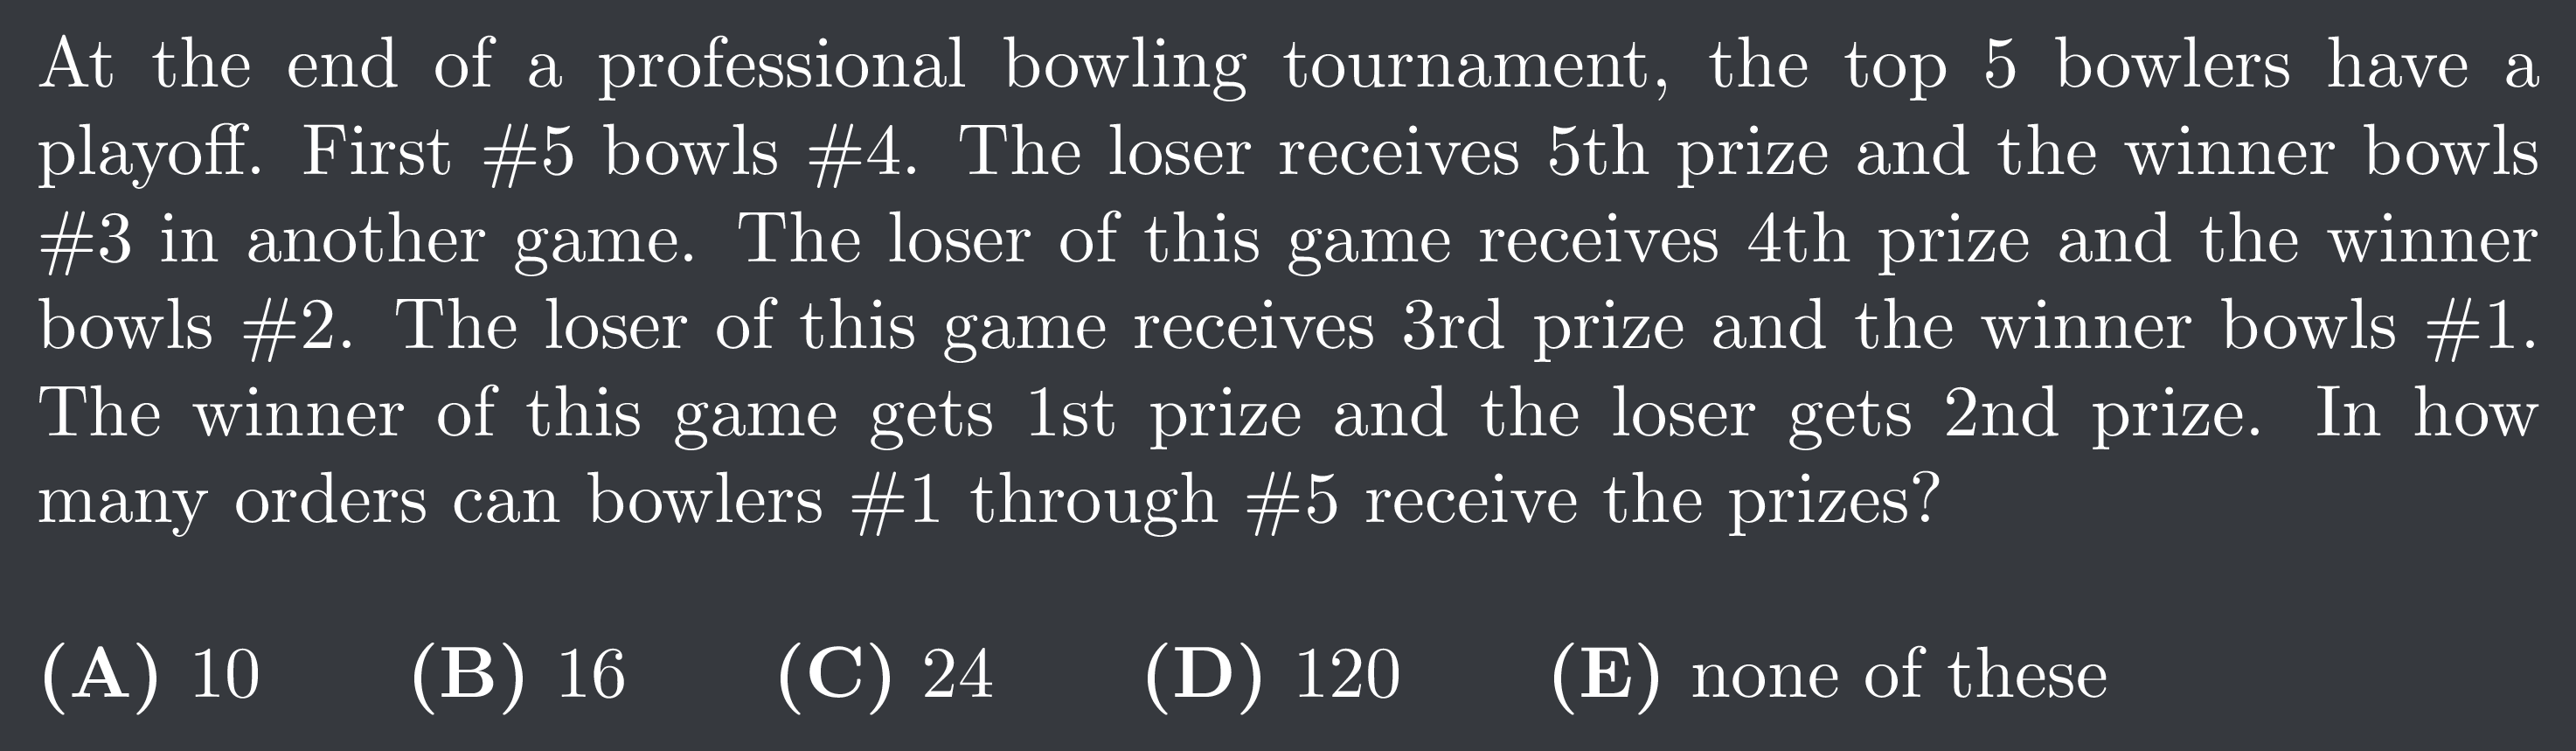 At the end of a professional bowling tournament, the top 5 bowlers have a
playoff. First #5 bowls #4. The loser receives 5th prize and the winner bowls
#3 in another game. The loser of this game receives 4th prize and the winner
bowls #2. The loser of this game receives 3rd prize and the winner bowls #1.
The winner of this game gets 1st prize and the loser gets 2nd prize. In how
many orders can bowlers #1 through #5 receive the prizes?
(A) 10 (B) 16 (C) 24 (D) 120 (E) none of these